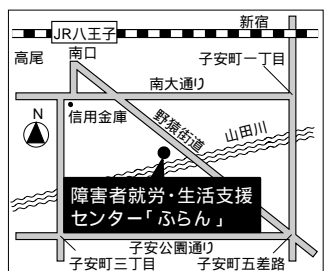 新宿
JR八王子
高尾
南口
子安町一丁目
南大通り
信用金庫
野猿街道
山田川
N
障害者就労・生活支援
センター「ふらん」
子安公園通り
子安町三丁目
子安町五差路